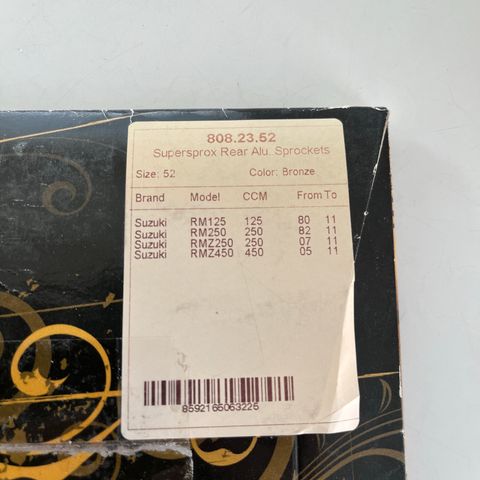 808.23.52
Supersprox Rear Alu. Sprockets
Size: 52 Color: Bronze
Brand Model CCM From To
Suzuki RM125 125 80 11
Suzuki RM250 250 82 11
Suzuki RMZ250 250 07 11
Suzuki RMZ450 450 05 11
8592165063225